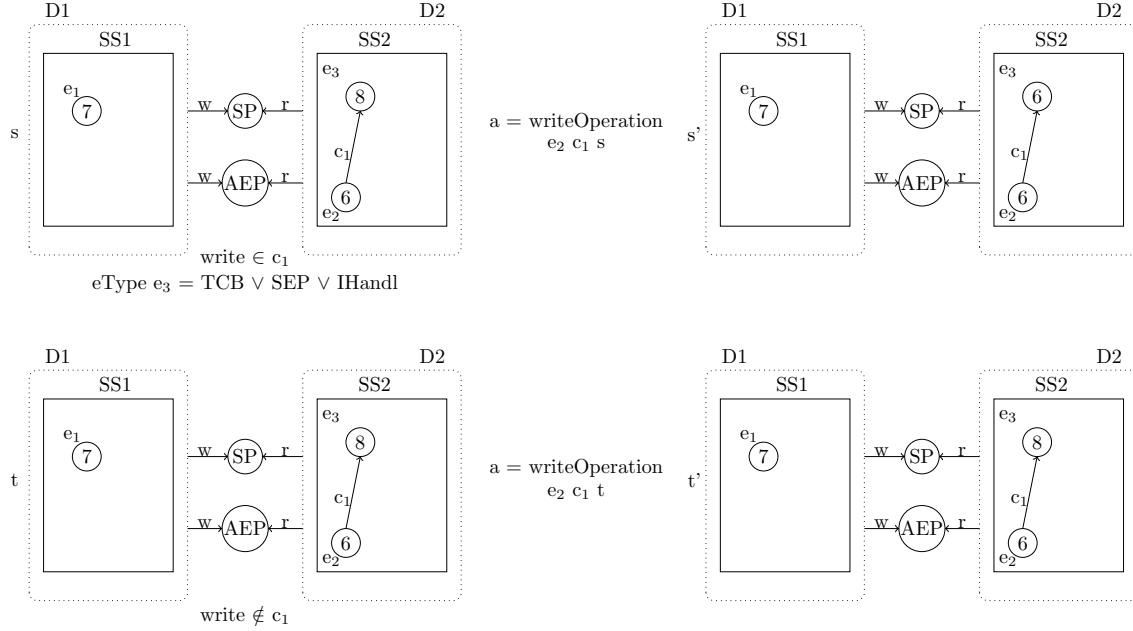 D1 D2 D1 D2
SS1 SS2 SS1 SS2
e₃ e₃
e₁ 8 e₁ 6
7 w SP r 7 w SP r
a = writeOperation
s e₂ c₁ s s'
c₁ c₁
w AEP r w AEP r
6 6
e₂ e₂
write ∈ c₁
eType e₃ = TCB ∨ SEP ∨ IHandl
D1 D2 D1 D2
SS1 SS2 SS1 SS2
e₃ e₃
e₁ 8 e₁ 8
7 w SP r 7 w SP r
a = writeOperation
t e₂ c₁ t t'
c₁ c₁
w AEP r w AEP r
6 6
e₂ e₂
write ∉ c₁